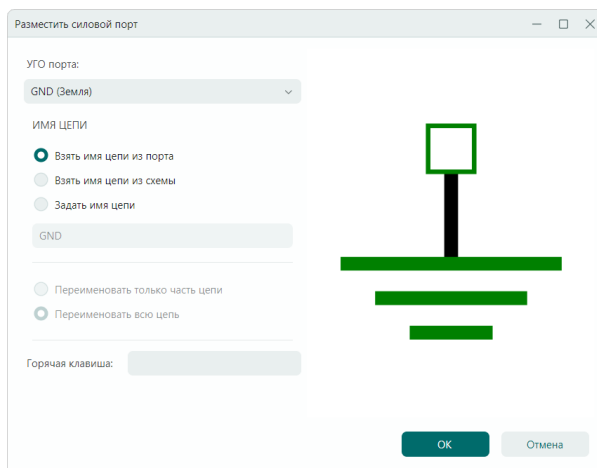 Разместить силовой порт
УГО порта:
GND (Земля)
ИМЯ ЦЕПИ
Взять имя цепи из порта
Взять имя цепи из схемы
Задать имя цепи
GND
Переименовать только часть цепи
Переименовать всю цепь
Горячая клавиша:
ОК Отмена